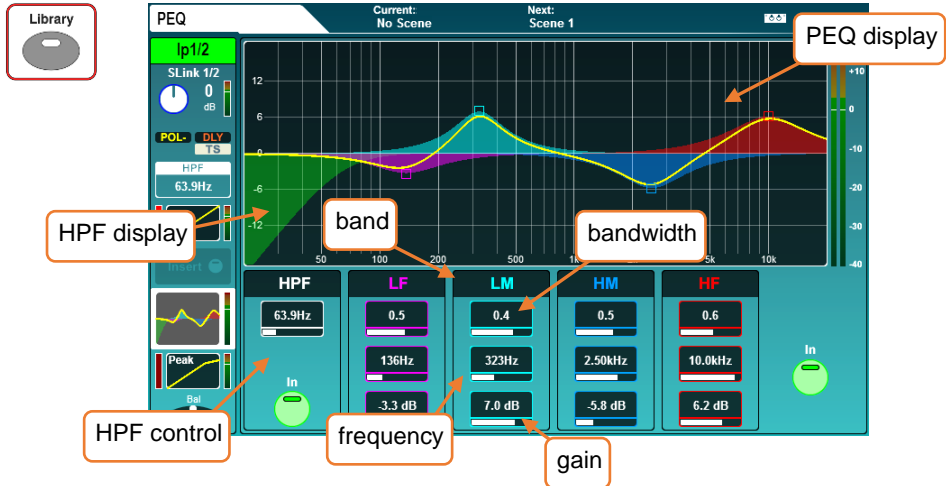 Library
PEQ
Current:
No Scene
Next:
Scene 1
PEQ display
Ip1/2
SLink 1/2
0
dB
POL-
DLY
TS
HPF
63.9Hz
Insert
Peak
Bal
12
6
0
-6
-12
50
100
200
500
1k
5k
10k
+10
0
-10
-20
-30
-40
HPF display
band
bandwidth
HPF
LF
LM
HM
HF
63.9Hz
0.5
0.4
0.5
0.6
136Hz
323Hz
2.50kHz
10.0kHz
In
In
-3.3 dB
7.0 dB
-5.8 dB
6.2 dB
HPF control
frequency
gain